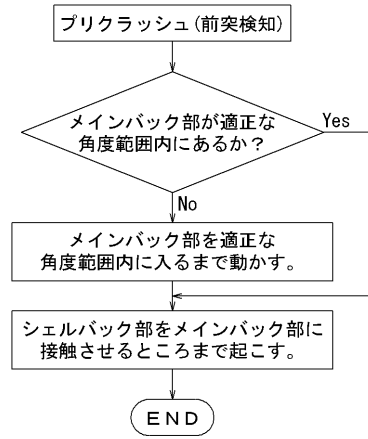 プリクラッシュ(前突検知)
メインバック部が適正な
角度範囲内にあるか？
Yes
No
メインバック部を適正な
角度範囲内に入るまで動かす。
シェルバック部をメインバック部に
接触させるところまで起こす。
END